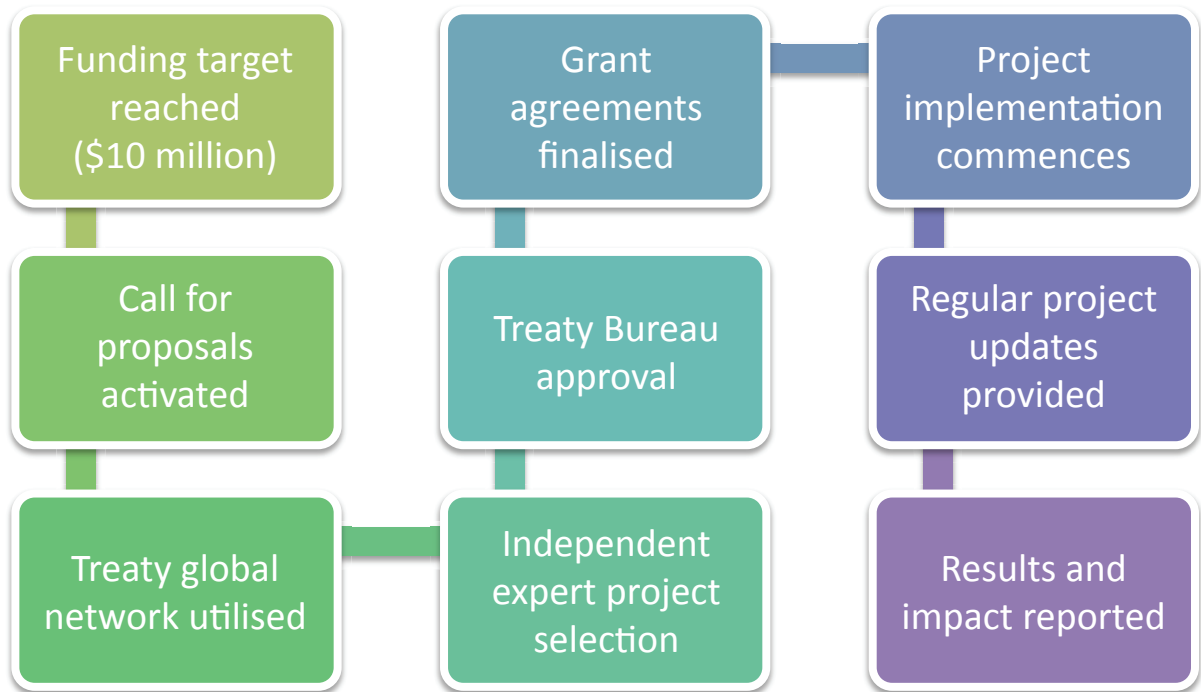 Funding target
reached
($10 million)
Call for
proposals
activated
Treaty global
network utilised
Independent
expert project
selection
Treaty Bureau
approval
Grant
agreements
finalised
Project
implementation
commences
Regular project
updates
provided
Results and
impact reported